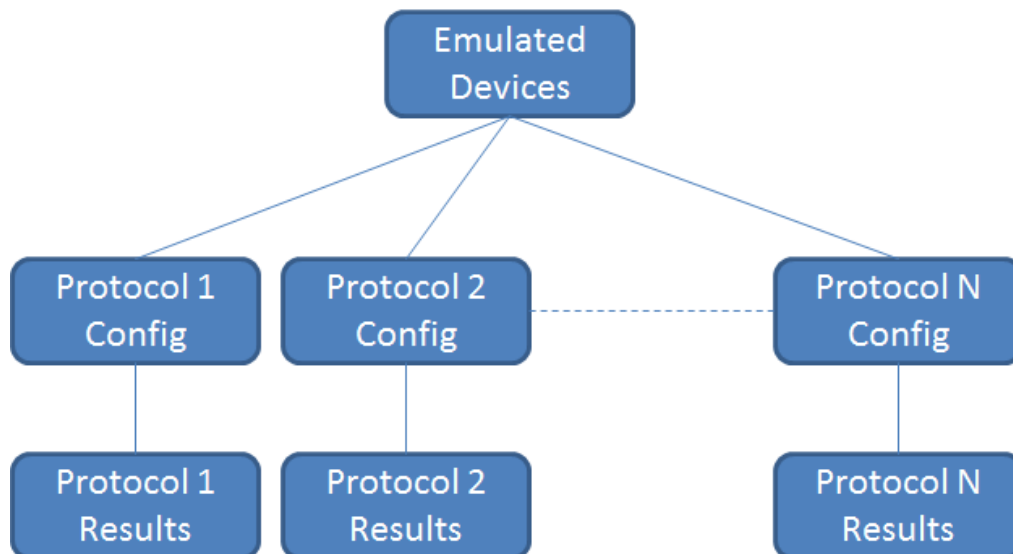 Emulated
Devices
Protocol 1
Config
Protocol 2
Config
Protocol N
Config
Protocol 1
Results
Protocol 2
Results
Protocol N
Results